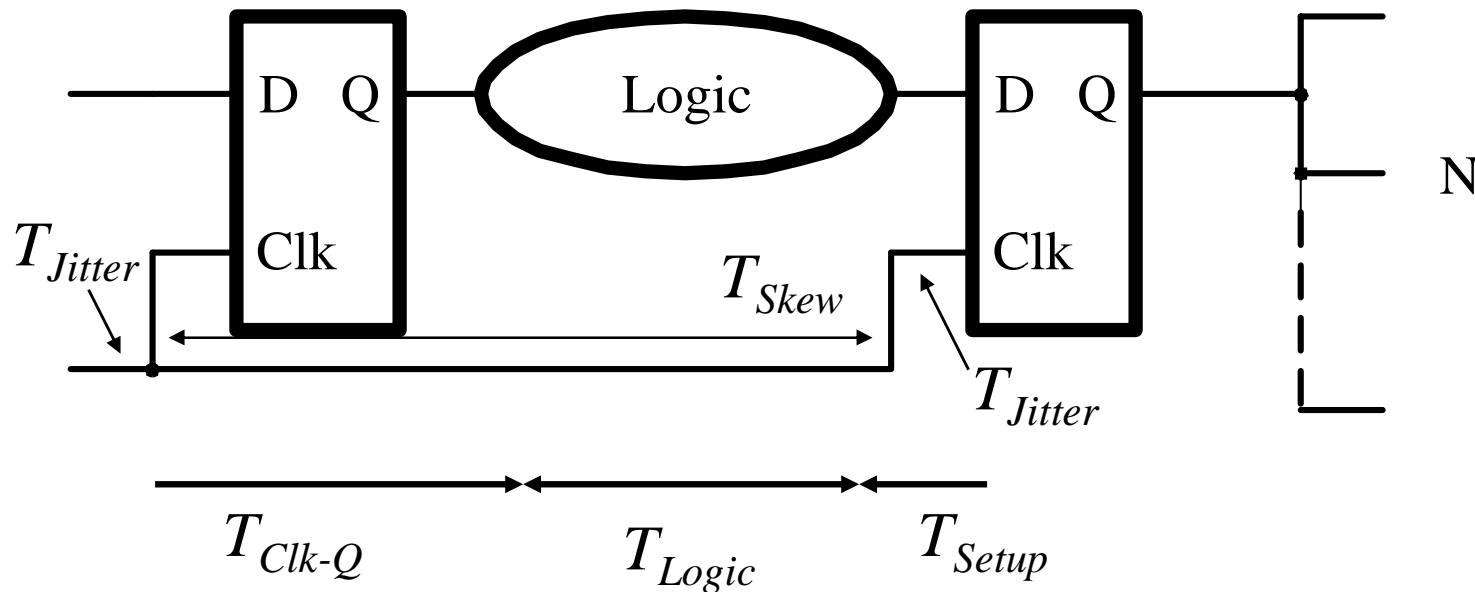 D Q
Logic
D Q
N
T_Jitter
Clk
T_Skew
Clk
T_Jitter
T_Clk-Q
T_Logic
T_Setup